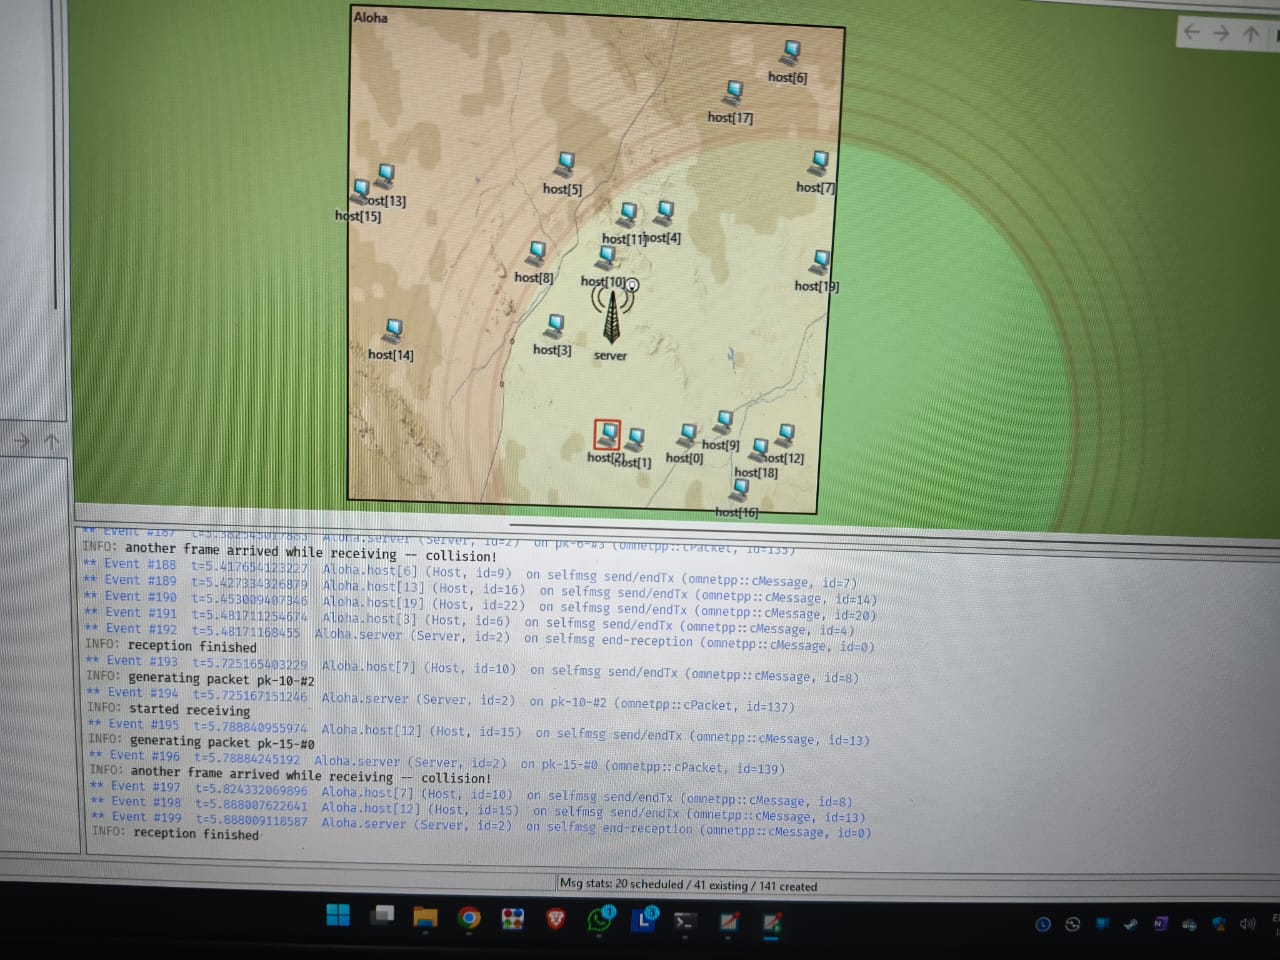 Aloha
host[6]
host[17]
host[5]
host[7]
ost[13]
host[15]
host[11]
host[4]
host[8]
host[10]
host[19]
host[14]
host[3]
server
host[2]
host[1]
host[0]
host[9]
host[12]
host[18]
host[16]
** Event #187 t=5.382545017883 Aloha.server (Server, id=2) on pk-6-#3 (omnetpp::cPacket, id=135)
INFO: another frame arrived while receiving -- collision!
** Event #188 t=5.417654123227 Aloha.host[6] (Host, id=9) on selfmsg send/endTx (omnetpp::cMessage, id=7)
** Event #189 t=5.427334326879 Aloha.host[13] (Host, id=16) on selfmsg send/endTx (omnetpp::cMessage, id=14)
** Event #190 t=5.453009407346 Aloha.host[19] (Host, id=22) on selfmsg send/endTx (omnetpp::cMessage, id=20)
** Event #191 t=5.481711254674 Aloha.host[3] (Host, id=6) on selfmsg send/endTx (omnetpp::cMessage, id=4)
** Event #192 t=5.48171168455 Aloha.server (Server, id=2) on selfmsg end-reception (omnetpp::cMessage, id=0)
INFO: reception finished
** Event #193 t=5.725165403229 Aloha.host[7] (Host, id=10) on selfmsg send/endTx (omnetpp::cMessage, id=8)
INFO: generating packet pk-10-#2
** Event #194 t=5.725167151246 Aloha.server (Server, id=2) on pk-10-#2 (omnetpp::cPacket, id=137)
INFO: started receiving
** Event #195 t=5.788840955974 Aloha.host[12] (Host, id=15) on selfmsg send/endTx (omnetpp::cMessage, id=13)
INFO: generating packet pk-15-#0
** Event #196 t=5.78884245192 Aloha.server (Server, id=2) on pk-15-#0 (omnetpp::cPacket, id=139)
INFO: another frame arrived while receiving -- collision!
** Event #197 t=5.824332069896 Aloha.host[7] (Host, id=10) on selfmsg send/endTx (omnetpp::cMessage, id=8)
** Event #198 t=5.888007622641 Aloha.host[12] (Host, id=15) on selfmsg send/endTx (omnetpp::cMessage, id=13)
** Event #199 t=5.888009118587 Aloha.server (Server, id=2) on selfmsg end-reception (omnetpp::cMessage, id=0)
INFO: reception finished
Msg stats: 20 scheduled / 41 existing / 141 created